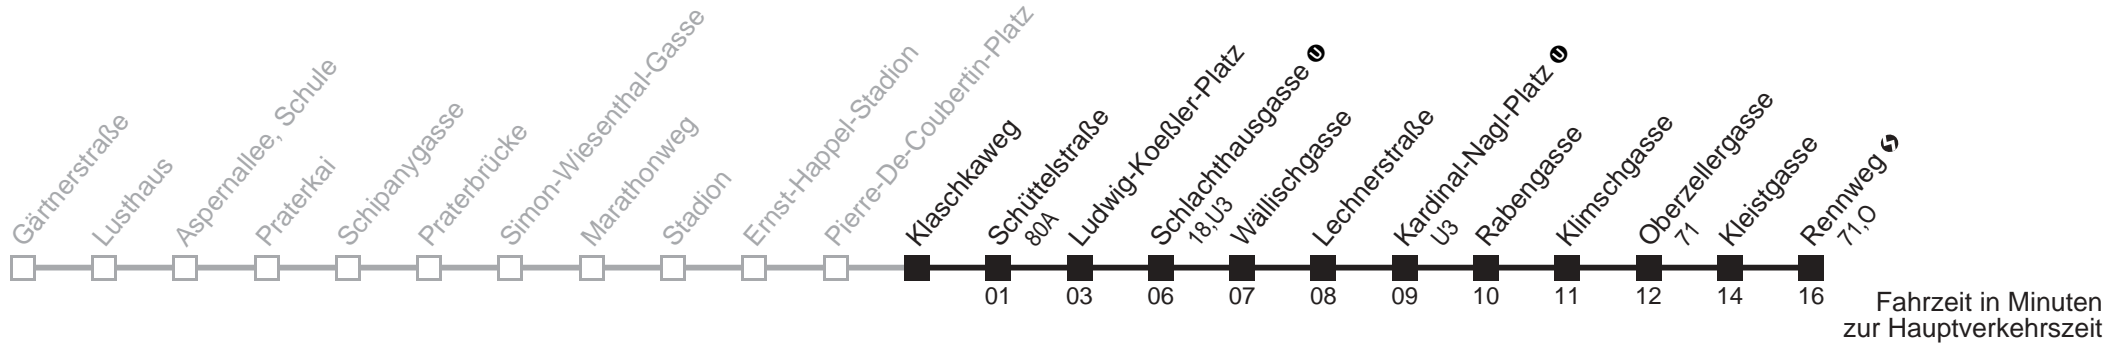 Gärtnerstraße
Lusthaus
Aspernallee, Schule
Praterkai
Schipanygasse
Praterbrücke
Simon-Wiesenthal-Gasse
Marathonweg
Stadion
Ernst-Happel-Stadion
Pierre-De-Coubertin-Platz
Klaschkaweg
Schüttelstraße
80A
Ludwig-Koeßler-Platz
Schlachthausgasse U
18,U3
Wällischgasse
Lechnerstraße
Kardinal-Nagl-Platz U
U3
Rabengasse
Klimschgasse
Oberzellergasse
71
Kleistgasse
Rennweg
71,O
01 03 06 07 08 09 10 11 12 14 16
Fahrzeit in Minuten
zur Hauptverkehrszeit